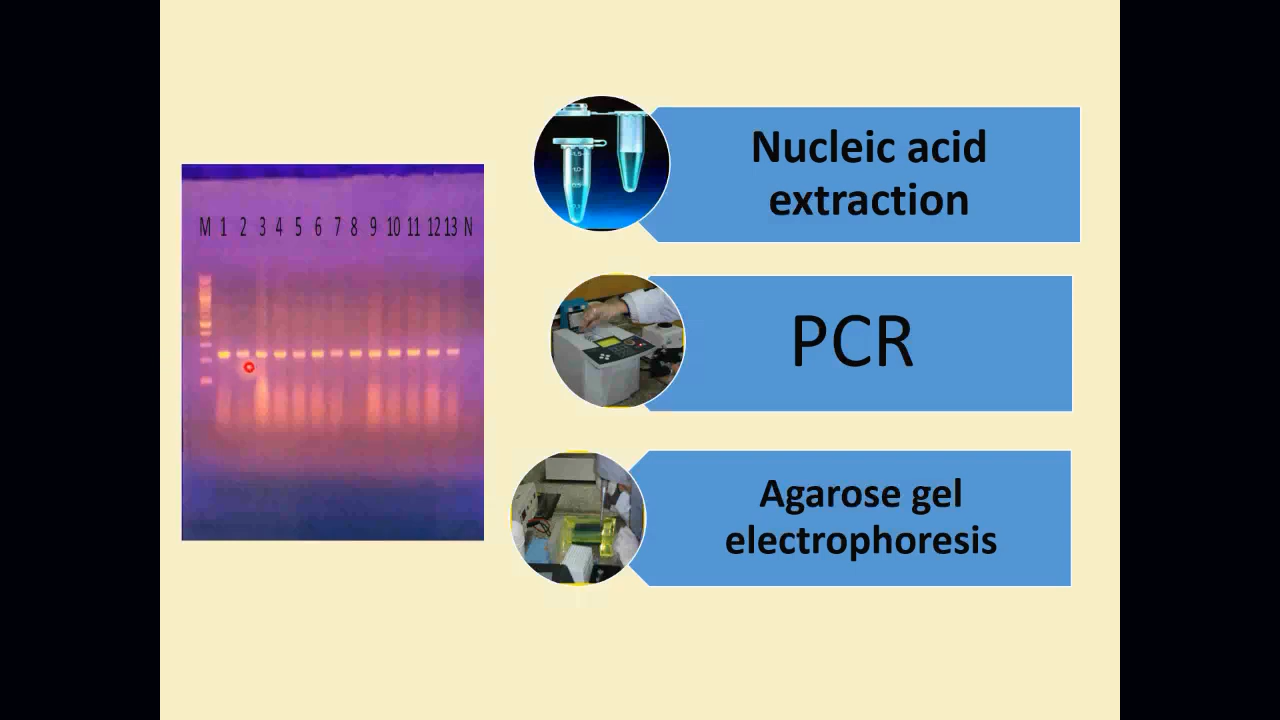 M 1 2 3 4 5 6 7 8 9 10 11 12 13 N
Nucleic acid
extraction
PCR
Agarose gel
electrophoresis